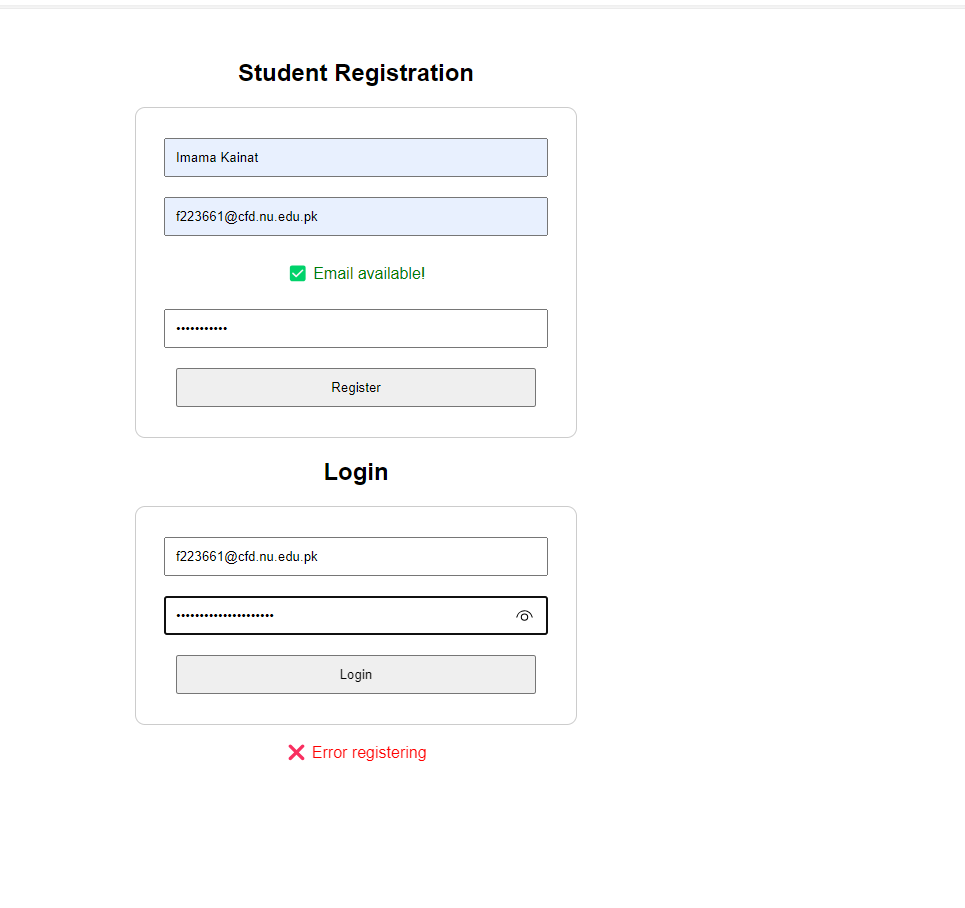 Student Registration
Imama Kainat
f223661@cfd.nu.edu.pk
✅ Email available!
•••••••••••
Register
Login
f223661@cfd.nu.edu.pk
•••••••••••••••••••••
Login
❌ Error registering